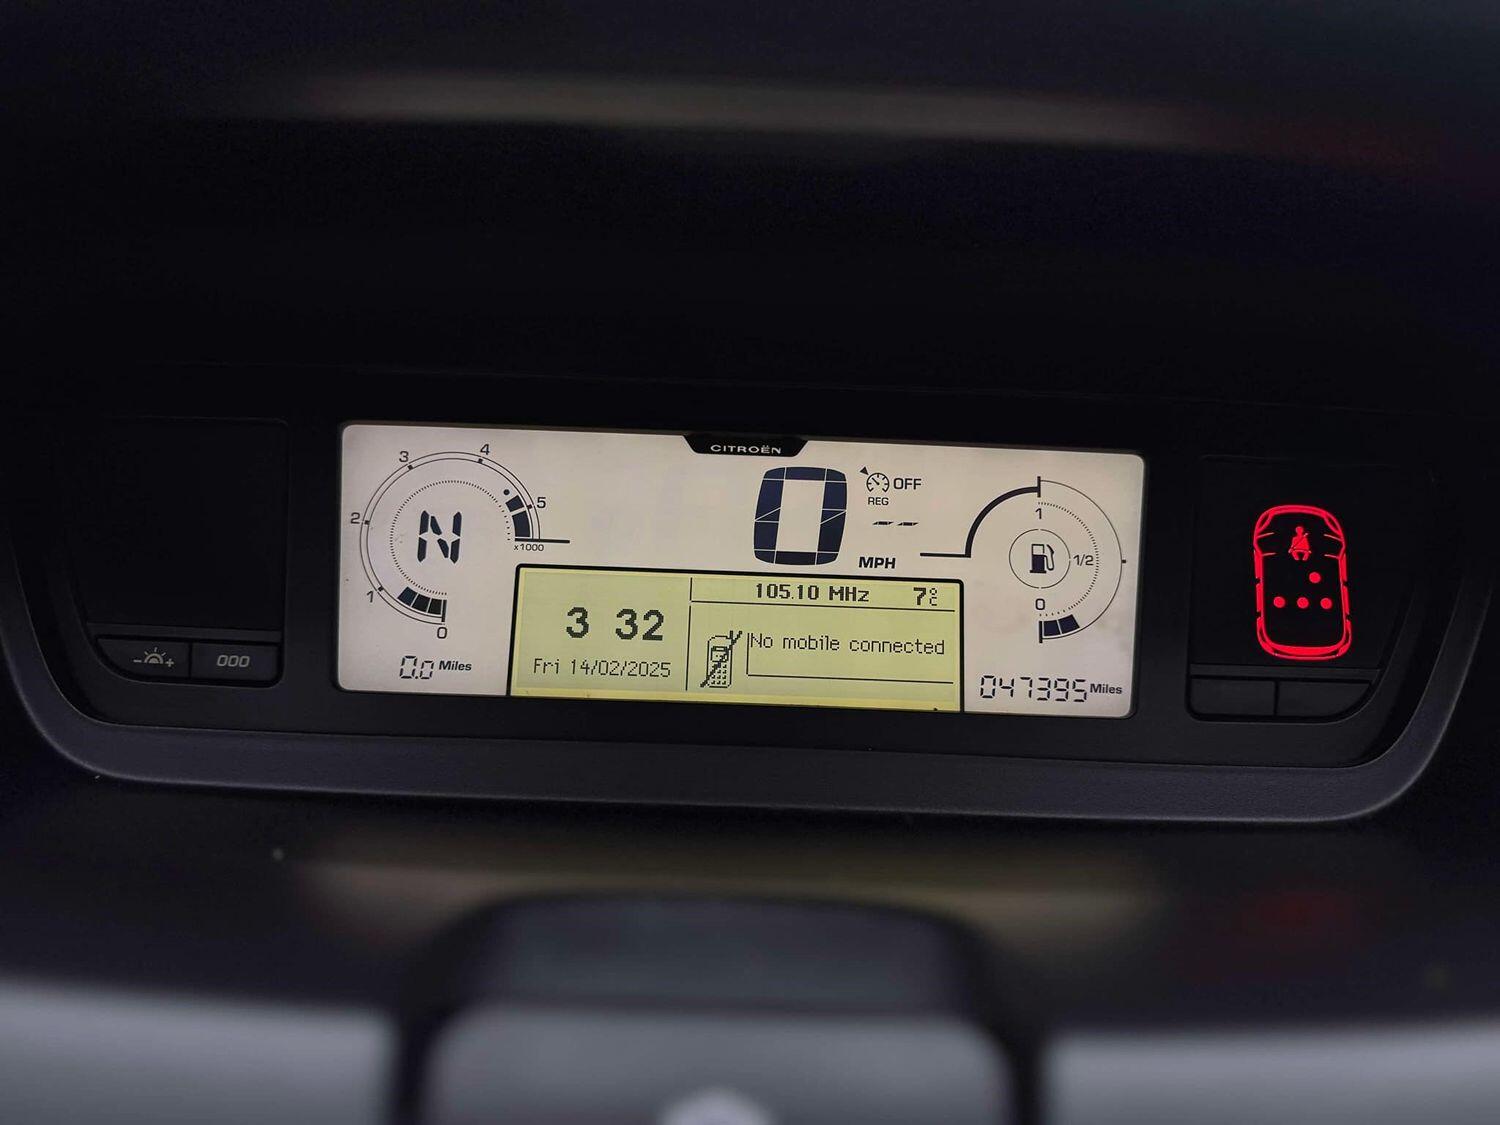 CITROËN
3
4
2
5
x1000
N
1
0
0.0 Miles
0
MPH
OFF
REG
-- --
1
1/2
0
3 32
Fri 14/02/2025
105.10 MHz 7°C
No mobile connected
047395 Miles
000